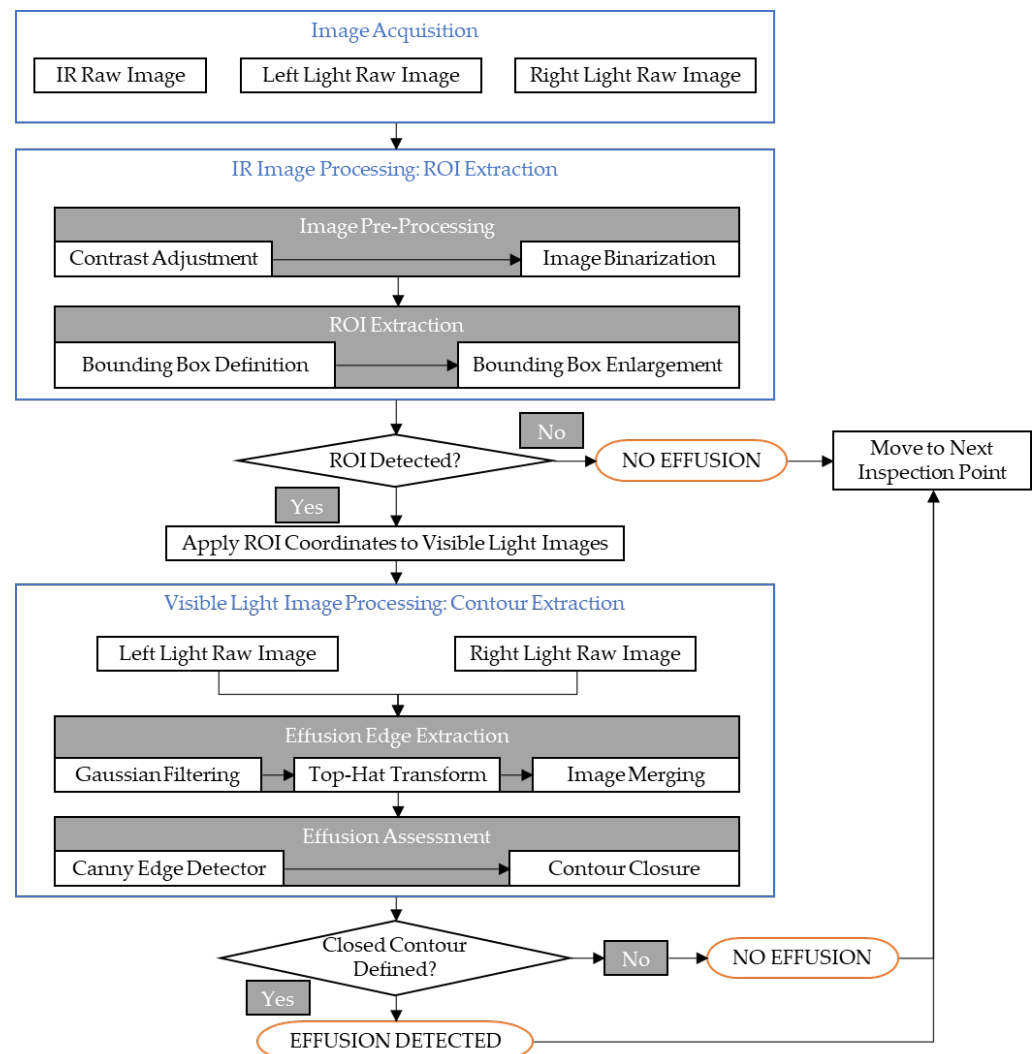 Image Acquisition
IR Raw Image
Left Light Raw Image
Right Light Raw Image
IR Image Processing: ROI Extraction
Image Pre-Processing
Contrast Adjustment
Image Binarization
ROI Extraction
Bounding Box Definition
Bounding Box Enlargement
ROI Detected?
No
NO EFFUSION
Move to Next
Inspection Point
Yes
Apply ROI Coordinates to Visible Light Images
Visible Light Image Processing: Contour Extraction
Left Light Raw Image
Right Light Raw Image
Effusion Edge Extraction
Gaussian Filtering
Top-Hat Transform
Image Merging
Effusion Assessment
Canny Edge Detector
Contour Closure
Closed Contour
Defined?
No
NO EFFUSION
Yes
EFFUSION DETECTED